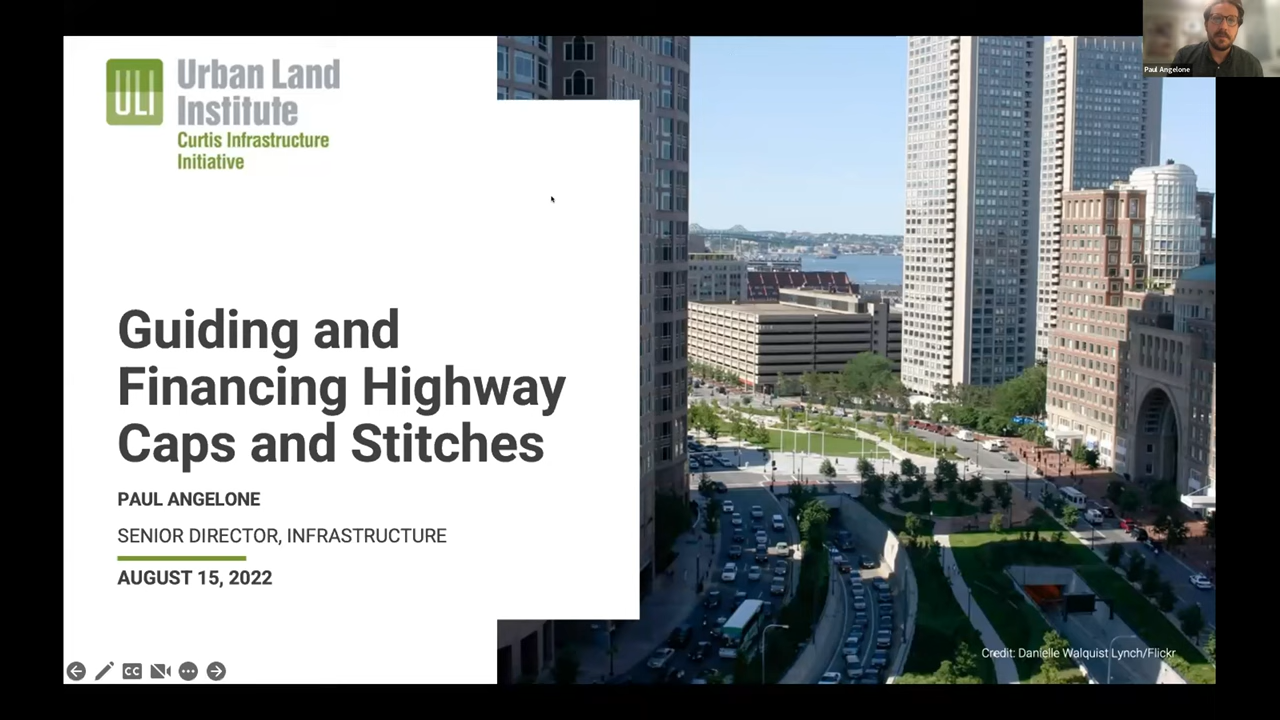 Paul Angelone
ULI
Urban Land
Institute
Curtis Infrastructure
Initiative
Guiding and
Financing Highway
Caps and Stitches
PAUL ANGELONE
SENIOR DIRECTOR, INFRASTRUCTURE
AUGUST 15, 2022
CC
Credit: Danielle Walquist Lynch/Flickr